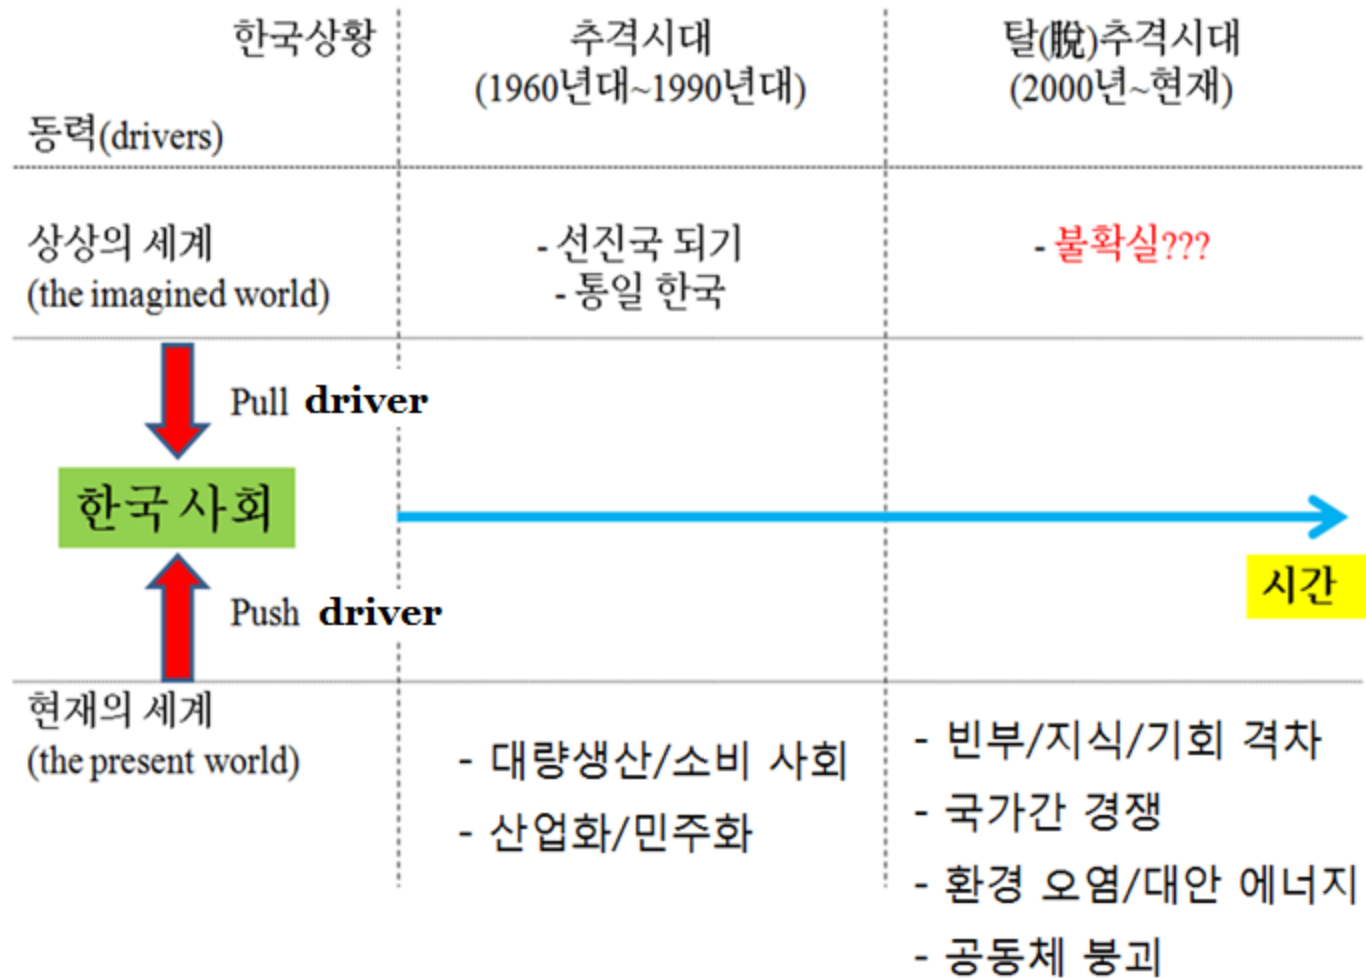 한국상황
추격시대
(1960년대~1990년대)
탈(脫)추격시대
(2000년~현재)
동력(drivers)
상상의 세계
(the imagined world)
- 선진국 되기
- 통일 한국
- 불확실???
Pull driver
한국 사회
시간
Push driver
현재의 세계
(the present world)
- 대량생산/소비 사회
- 산업화/민주화
- 빈부/지식/기회 격차
- 국가간 경쟁
- 환경 오염/대안 에너지
- 공동체 붕괴